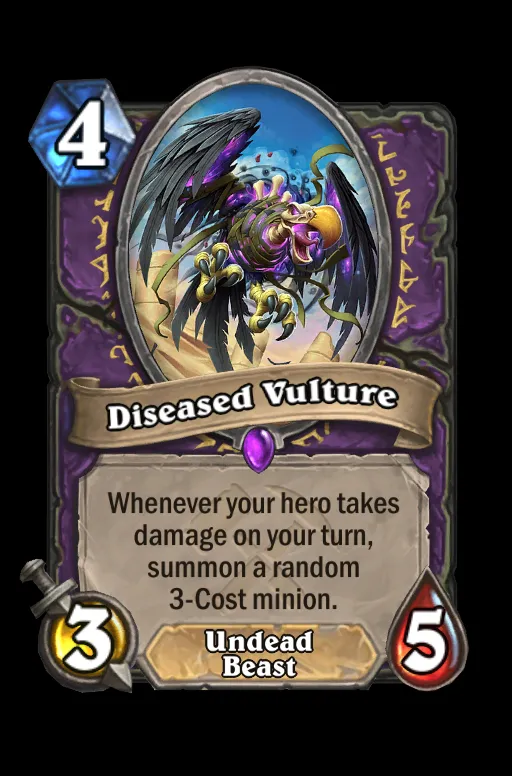 4
Diseased Vulture
Whenever your hero takes
damage on your turn,
summon a random
3-Cost minion.
3
Undead
Beast
5